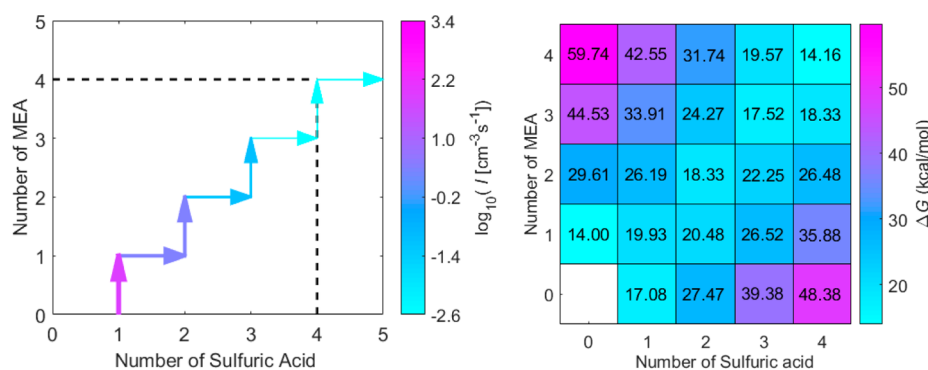 5
4
3
2
1
0
Number of MEA
0 1 2 3 4 5
Number of Sulfuric Acid
3.4
2.2
1.0
-0.2
-1.4
-2.6
log₁₀( I [cm⁻³s⁻¹])
4 59.74 42.55 31.74 19.57 14.16
3 44.53 33.91 24.27 17.52 18.33
2 29.61 26.19 18.33 22.25 26.48
1 14.00 19.93 20.48 26.52 35.88
0 17.08 27.47 39.38 48.38
Number of MEA
0 1 2 3 4
Number of Sulfuric acid
50
40
30
20
ΔG (kcal/mol)